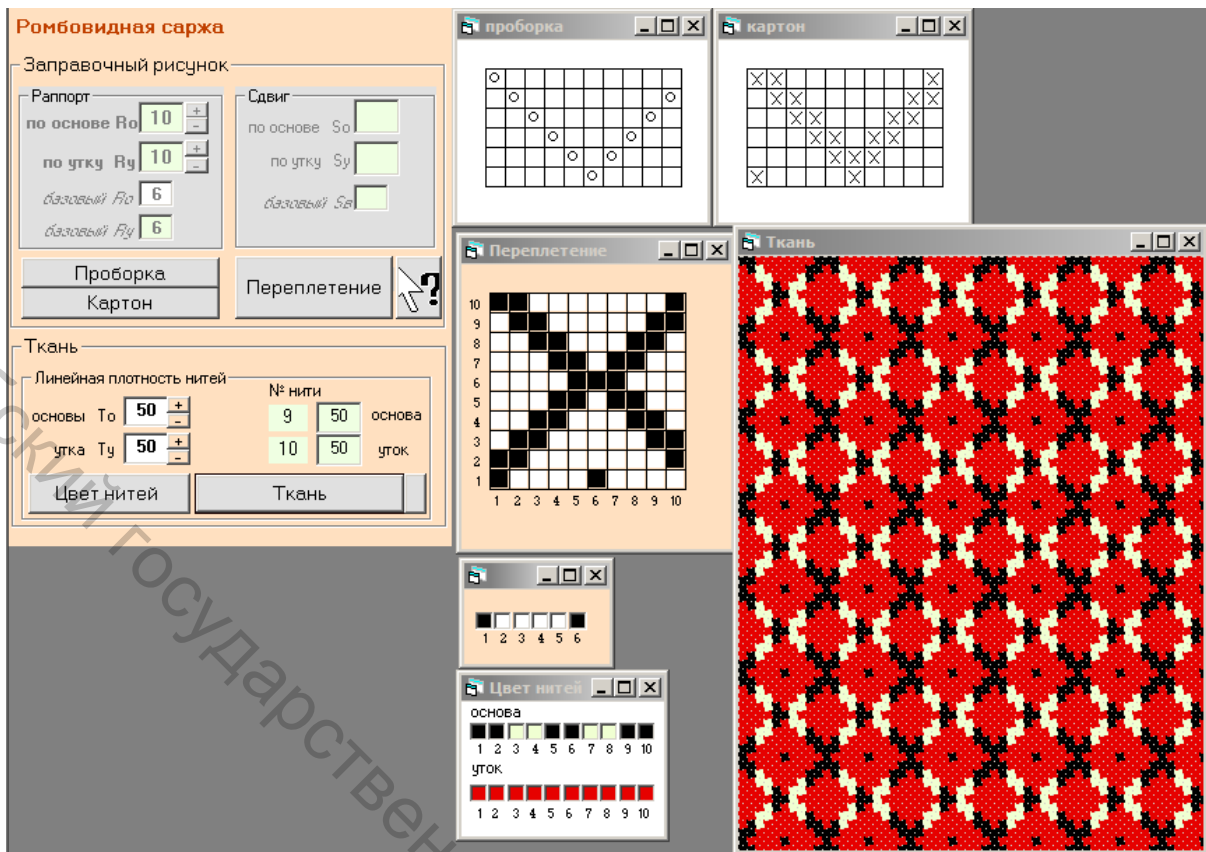 Ромбовидная саржа
Заправочный рисунок
Раппорт
по основе Ro 10 + -
по утку Ry 10 + -
базовый Ro 6
базовый Ry 6
Сдвиг
по основе So
по утку Sy
базовый Sв
Проборка
Картон
Переплетение
?
Ткань
Линейная плотность нитей
основы То 50 + -
утка Ту 50 + -
№ нити
9 50 основа
10 50 уток
Цвет нитей
Ткань
проборка
картон
Переплетение
10
9
8
7
6
5
4
3
2
1
1 2 3 4 5 6 7 8 9 10
1 2 3 4 5 6
Цвет нитей
основа
1 2 3 4 5 6 7 8 9 10
уток
1 2 3 4 5 6 7 8 9 10
Ткань
ский государствен